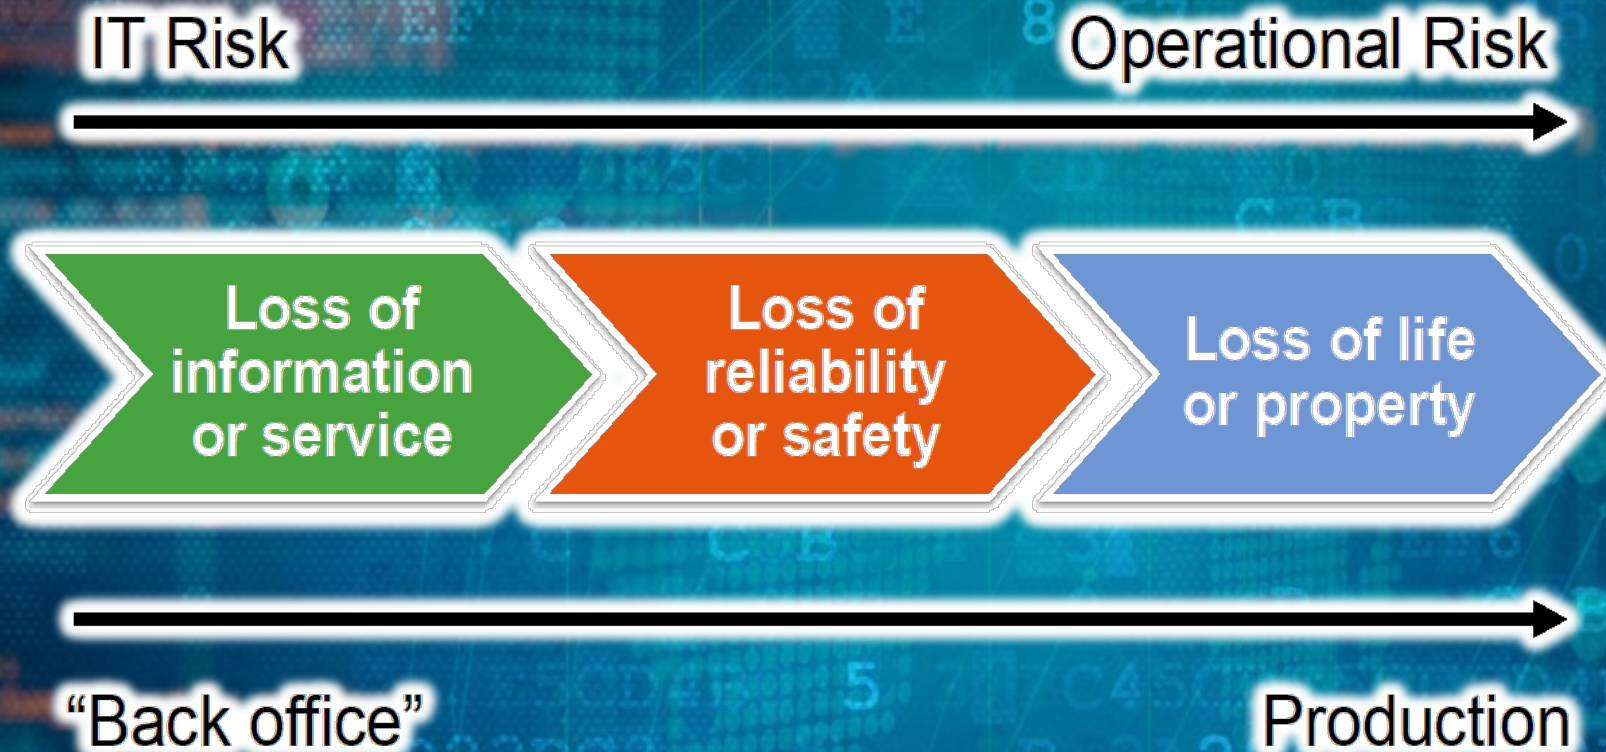 IT Risk
Operational Risk
Loss of
information
or service
Loss of
reliability
or safety
Loss of life
or property
“Back office”
Production